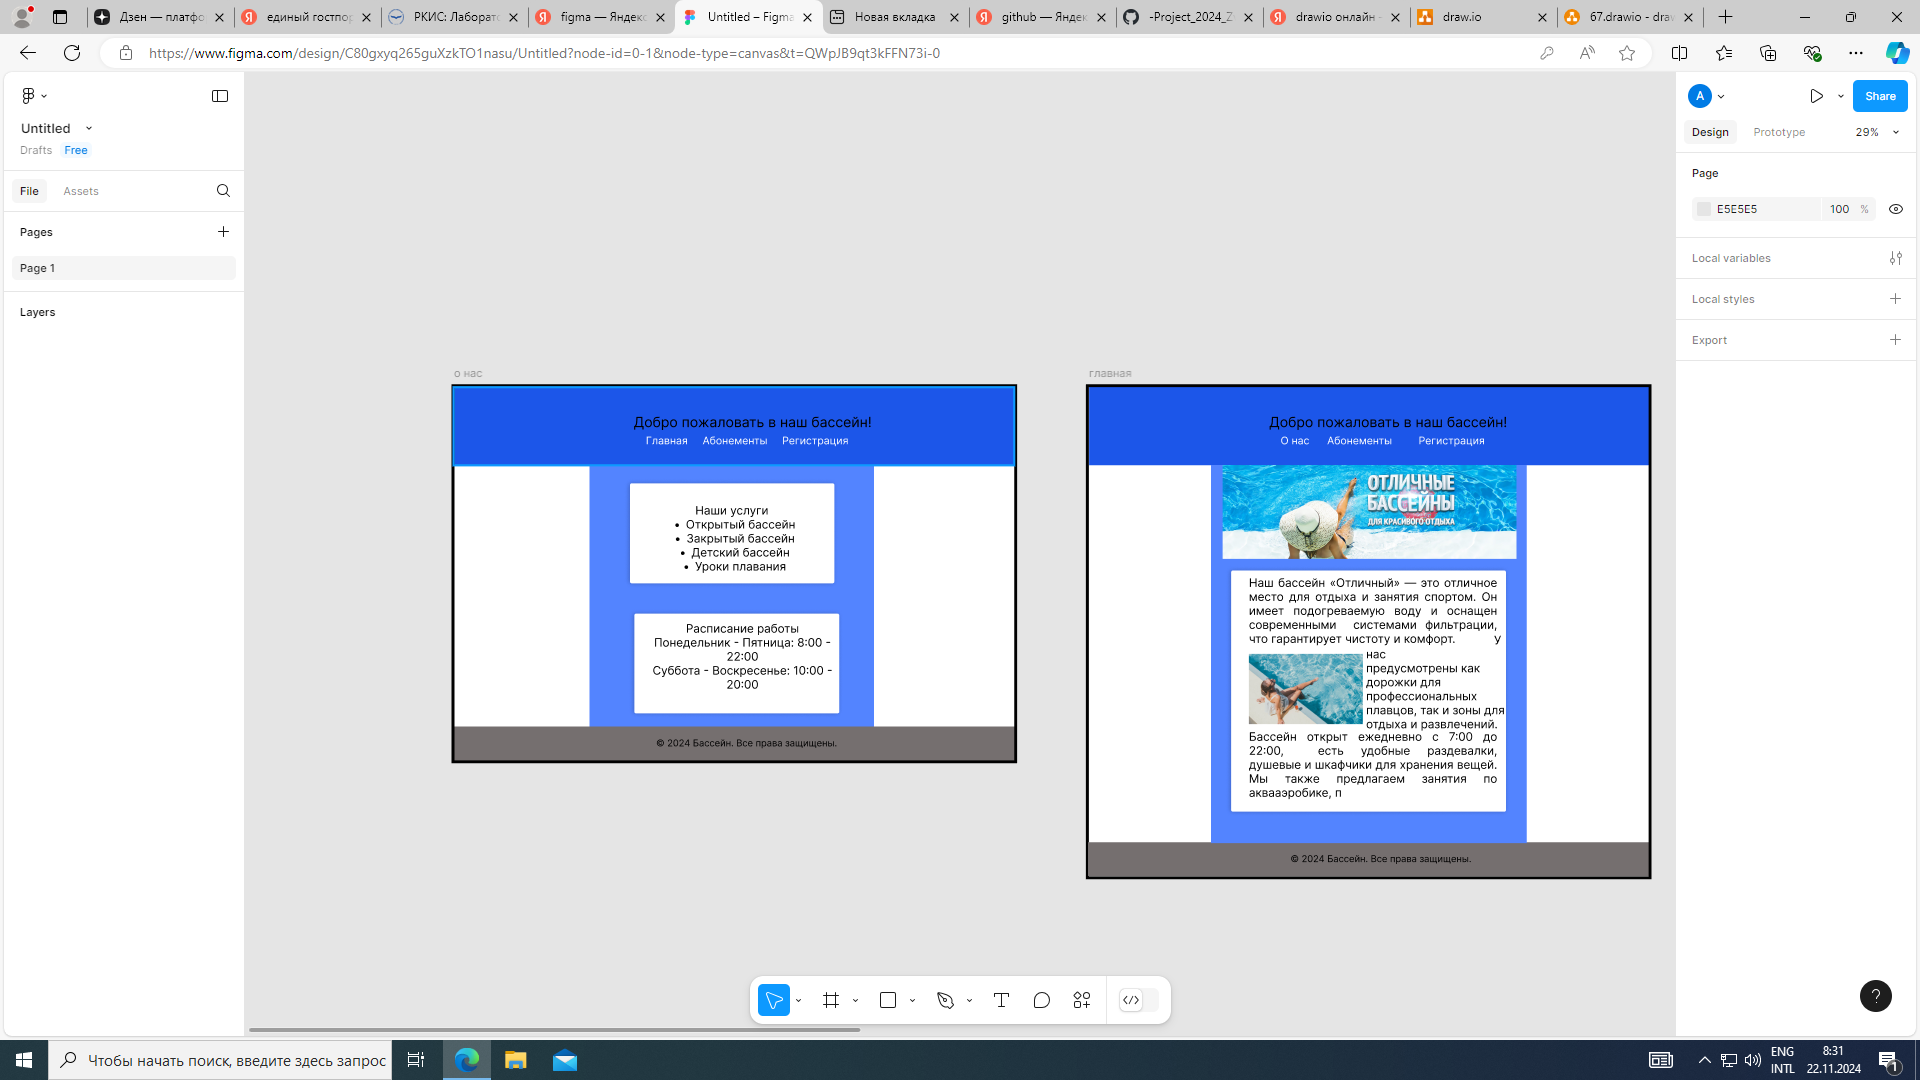 Дзен — платфо
единый госпор
РКИС: Лаборато
figma — Яндекс
Untitled – Figma
Новая вкладка
github — Яндек
-Project_2024_Z
drawio онлайн -
draw.io
67.drawio - draw
https://www.figma.com/design/C80gxyq265guXzkTO1nasu/Untitled?node-id=0-1&node-type=canvas&t=QWpJB9qt3kFFN73i-0
Untitled
Drafts Free
File Assets
Pages
Page 1
Layers
о нас
Добро пожаловать в наш бассейн!
Главная Абонементы Регистрация
Наши услуги
• Открытый бассейн
• Закрытый бассейн
• Детский бассейн
• Уроки плавания
Расписание работы
Понедельник - Пятница: 8:00 -
22:00
Суббота - Воскресенье: 10:00 -
20:00
© 2024 Бассейн. Все права защищены.
главная
Добро пожаловать в наш бассейн!
О нас Абонементы Регистрация
ОТЛИЧНЫЕ
БАССЕЙНЫ
ДЛЯ КРАСИВОГО ОТДЫХА
Наш бассейн «Отличный» — это отличное
место для отдыха и занятия спортом. Он
имеет подогреваемую воду и оснащен
современными системами фильтрации,
что гарантирует чистоту и комфорт. У
нас
предусмотрены как
дорожки для
профессиональных
плавцов, так и зоны для
отдыха и развлечений.
Бассейн открыт ежедневно с 7:00 до
22:00, есть удобные раздевалки,
душевые и шкафчики для хранения вещей.
Мы также предлагаем занятия по
аквааэробике, п
© 2024 Бассейн. Все права защищены.
A
Share
Design Prototype 29%
Page
E5E5E5 100 %
Local variables
Local styles
Export
?
Чтобы начать поиск, введите здесь запрос
ENG
INTL
8:31
22.11.2024
1